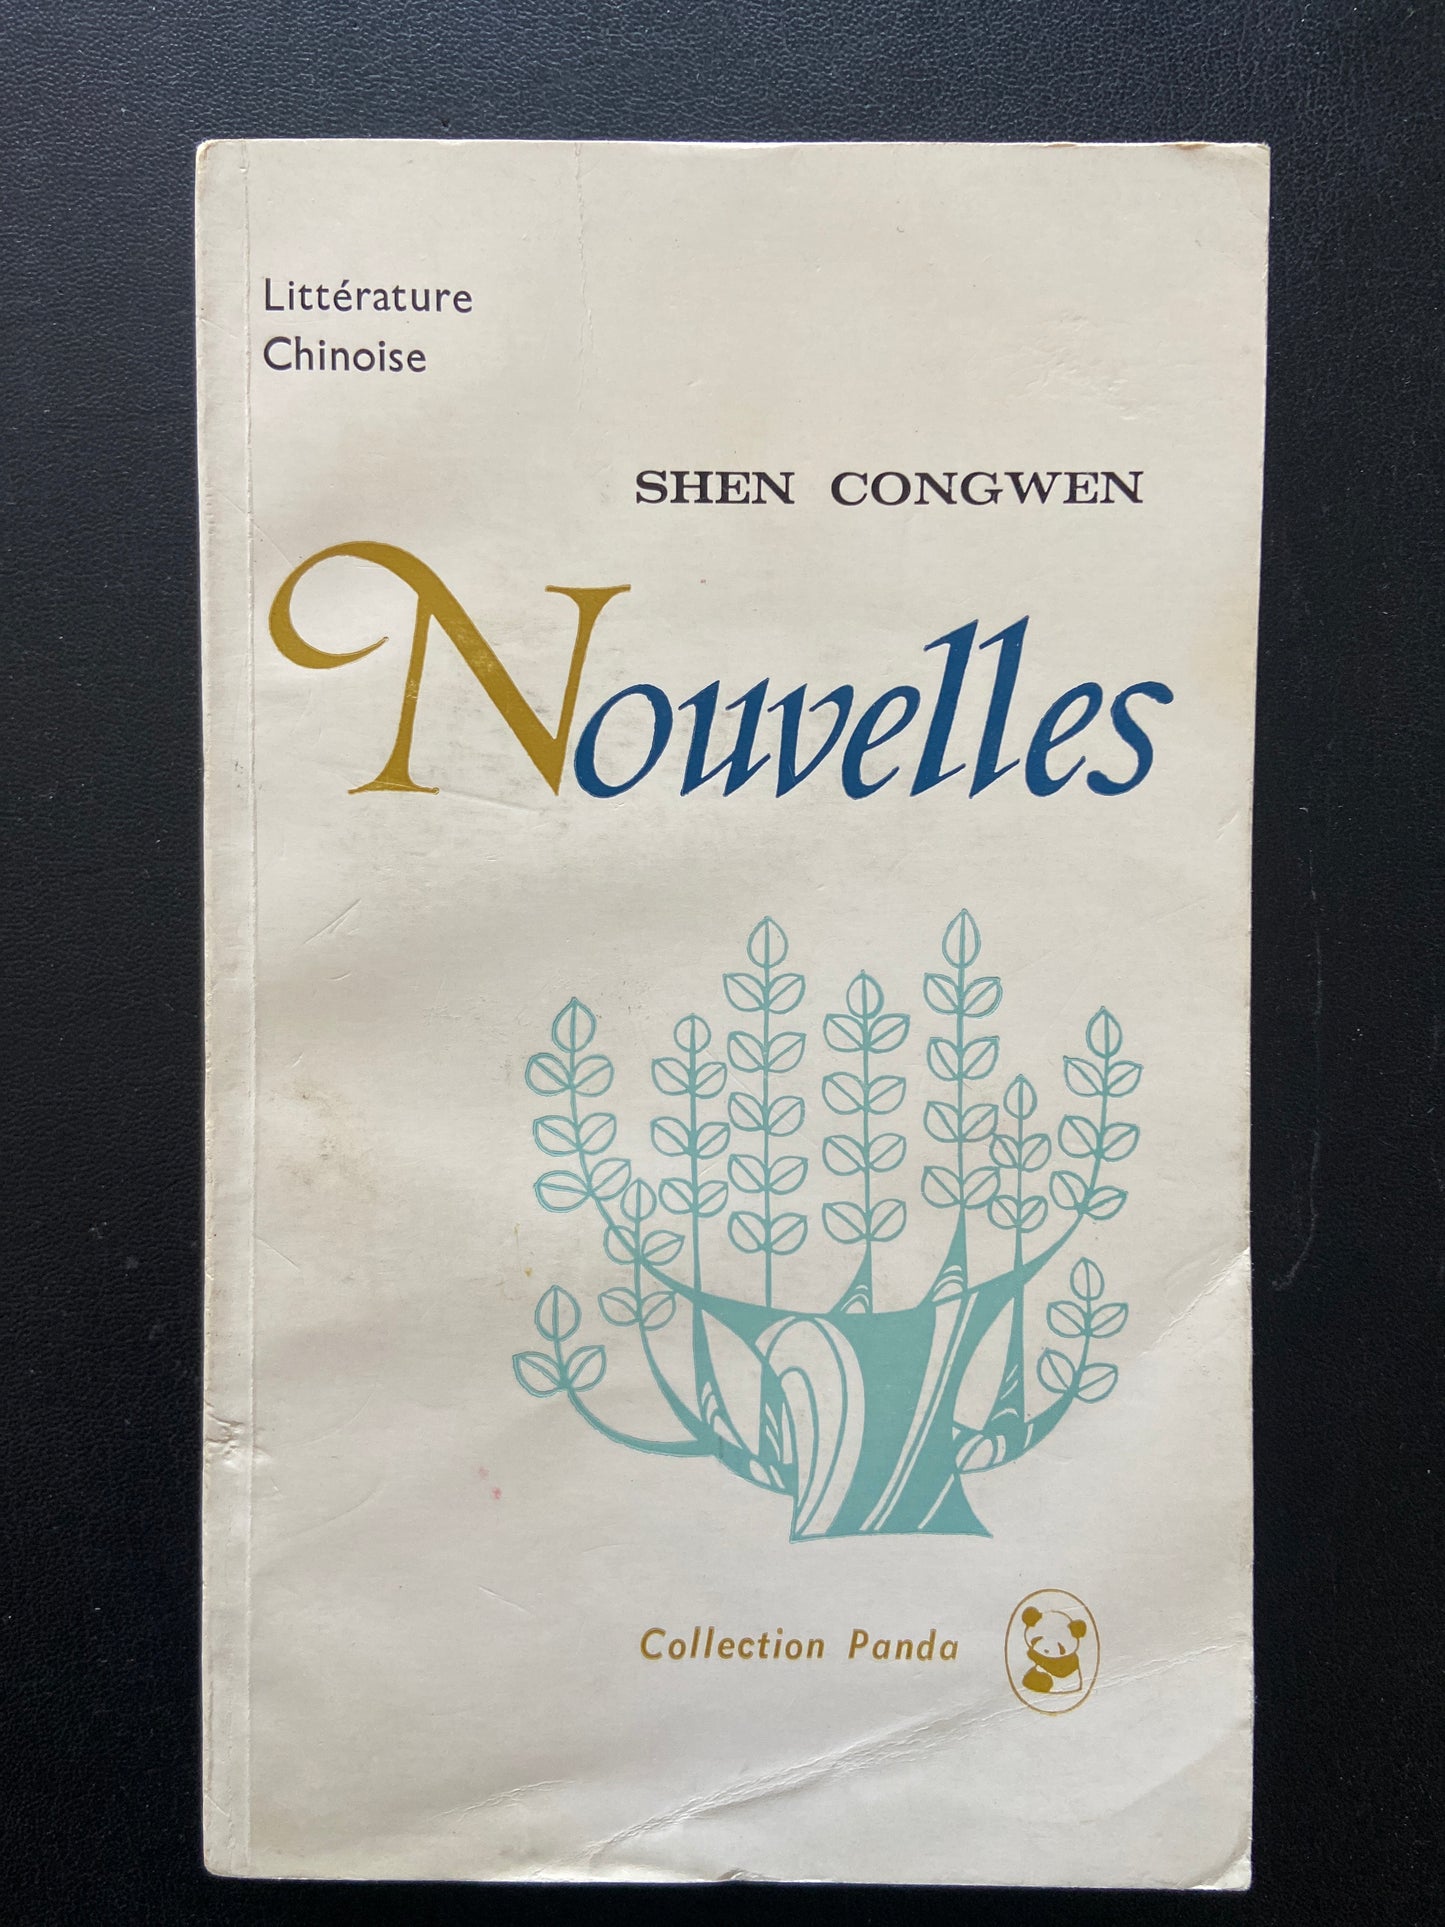 Littérature
Chinoise
SHEN CONGWEN
Nouvelles
Collection Panda